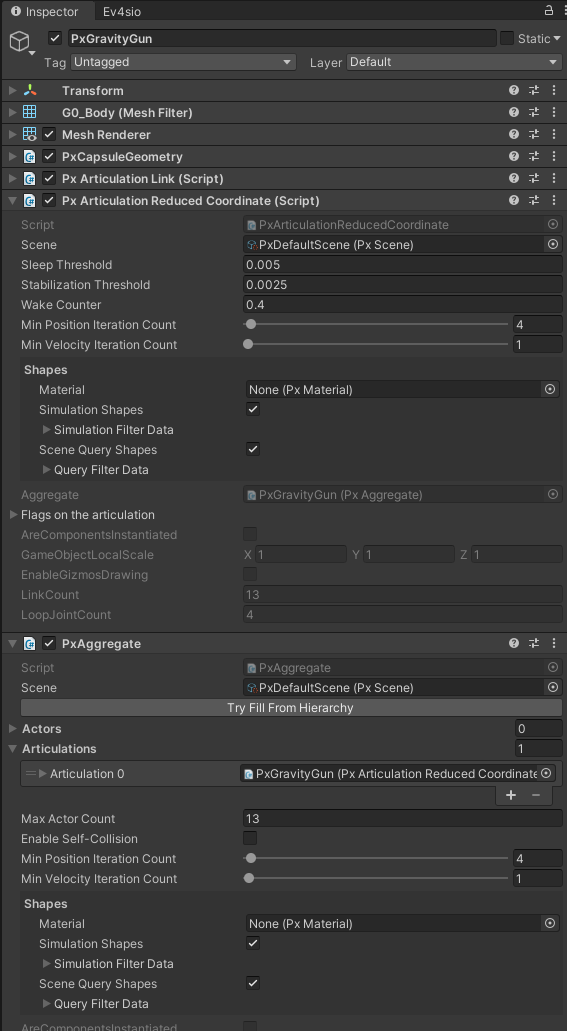 Inspector Ev4sio
PxGravityGun Static
Tag Untagged Layer Default
Transform
G0_Body (Mesh Filter)
Mesh Renderer
PxCapsuleGeometry
Px Articulation Link (Script)
Px Articulation Reduced Coordinate (Script)
Script PxArticulationReducedCoordinate
Scene PxDefaultScene (Px Scene)
Sleep Threshold 0.005
Stabilization Threshold 0.0025
Wake Counter 0.4
Min Position Iteration Count 4
Min Velocity Iteration Count 1
Shapes
Material None (Px Material)
Simulation Shapes
Simulation Filter Data
Scene Query Shapes
Query Filter Data
Aggregate PxGravityGun (Px Aggregate)
Flags on the articulation
AreComponentsInstantiated
GameObjectLocalScale X 1 Y 1 Z 1
EnableGizmosDrawing
LinkCount 13
LoopJointCount 4
PxAggregate
Script PxAggregate
Scene PxDefaultScene (Px Scene)
Try Fill From Hierarchy
Actors 0
Articulations 1
Articulation 0 PxGravityGun (Px Articulation Reduced Coordinate
Max Actor Count 13
Enable Self-Collision
Min Position Iteration Count 4
Min Velocity Iteration Count 1
Shapes
Material None (Px Material)
Simulation Shapes
Simulation Filter Data
Scene Query Shapes
Query Filter Data
AreComponentsInstantiated